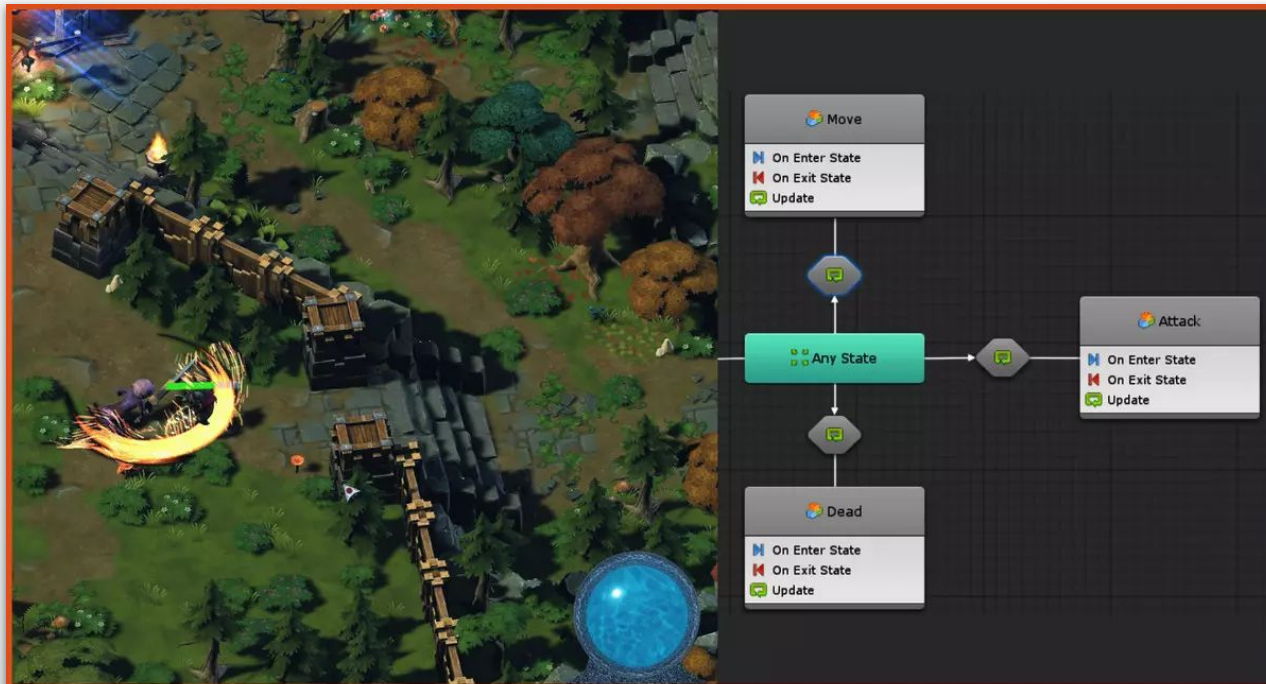 Move
On Enter State
On Exit State
Update
Any State
Attack
On Enter State
On Exit State
Update
Dead
On Enter State
On Exit State
Update